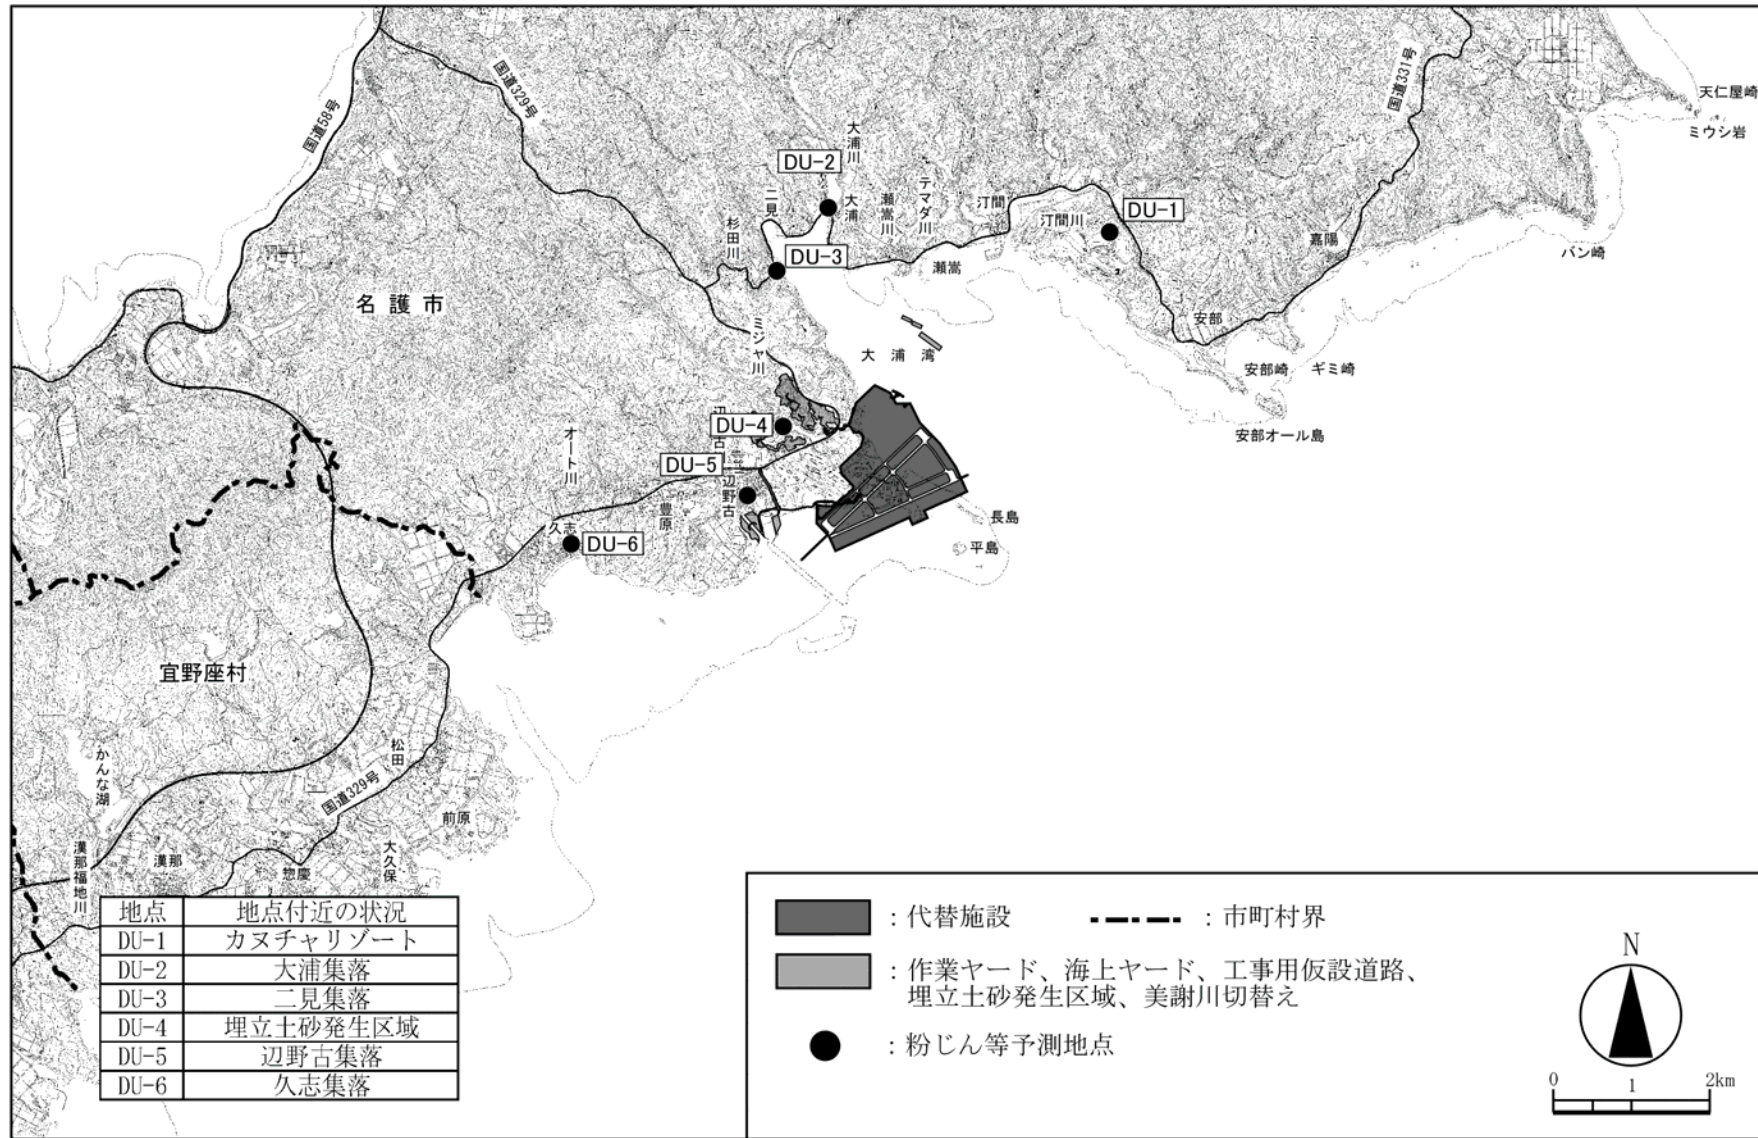 天仁屋崎
ミウシ岩
国道58号
国道329号
国道331号
大浦川
DU-2
二見
大浦
瀬嵩川
テマダ川
汀間
汀間川
DU-1
杉田川
DU-3
瀬嵩
嘉陽
バン崎
名護市
ミジャ川
大浦湾
安部
安部崎
ギミ崎
安部オール島
オート川
DU-4
DU-5
辺野古
豊原
久志
DU-6
長島
平島
宜野座村
かんな湖
松田
国道329号
前原
漢那福地川
漢那
惣慶
大久保
地点 地点付近の状況
DU-1 カヌチャリゾート
DU-2 大浦集落
DU-3 二見集落
DU-4 埋立土砂発生区域
DU-5 辺野古集落
DU-6 久志集落
：代替施設
：市町村界
：作業ヤード、海上ヤード、工事用仮設道路、
埋立土砂発生区域、美謝川切替え
：粉じん等予測地点
N
0 1 2km